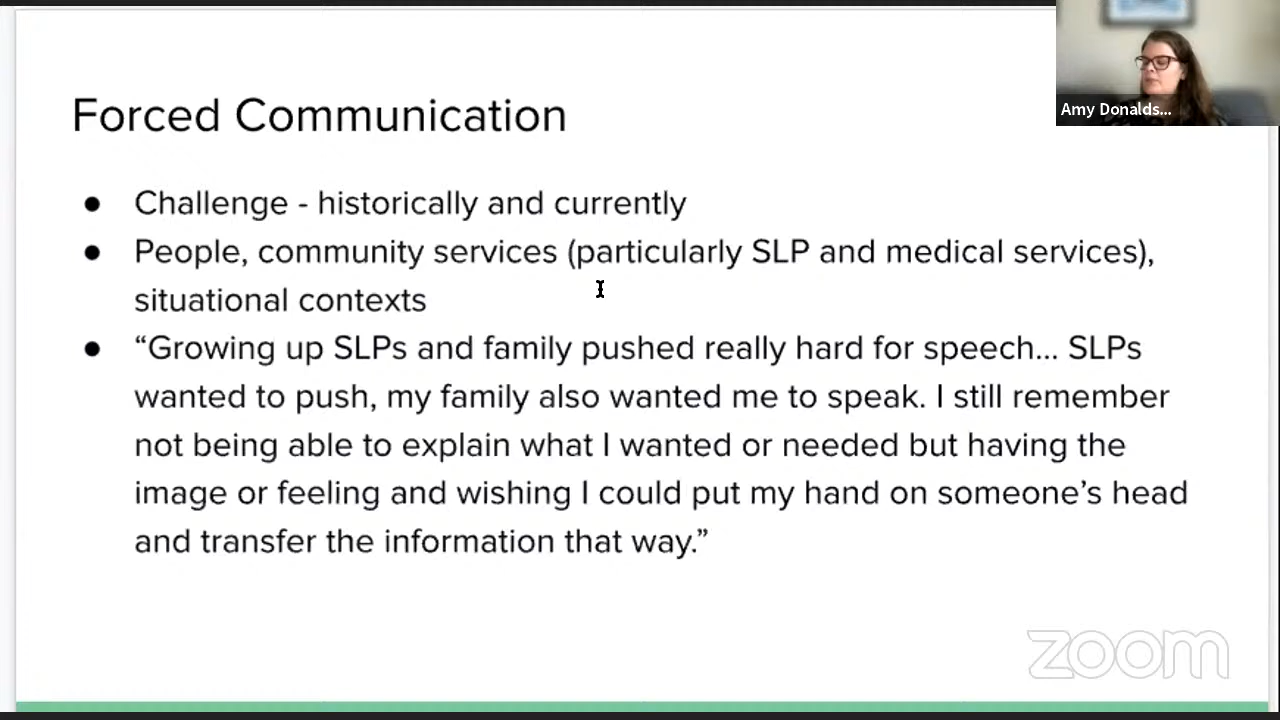 Amy Donalds...
Forced Communication
● Challenge - historically and currently
● People, community services (particularly SLP and medical services),
situational contexts
● “Growing up SLPs and family pushed really hard for speech... SLPs
wanted to push, my family also wanted me to speak. I still remember
not being able to explain what I wanted or needed but having the
image or feeling and wishing I could put my hand on someone’s head
and transfer the information that way.”
zoom